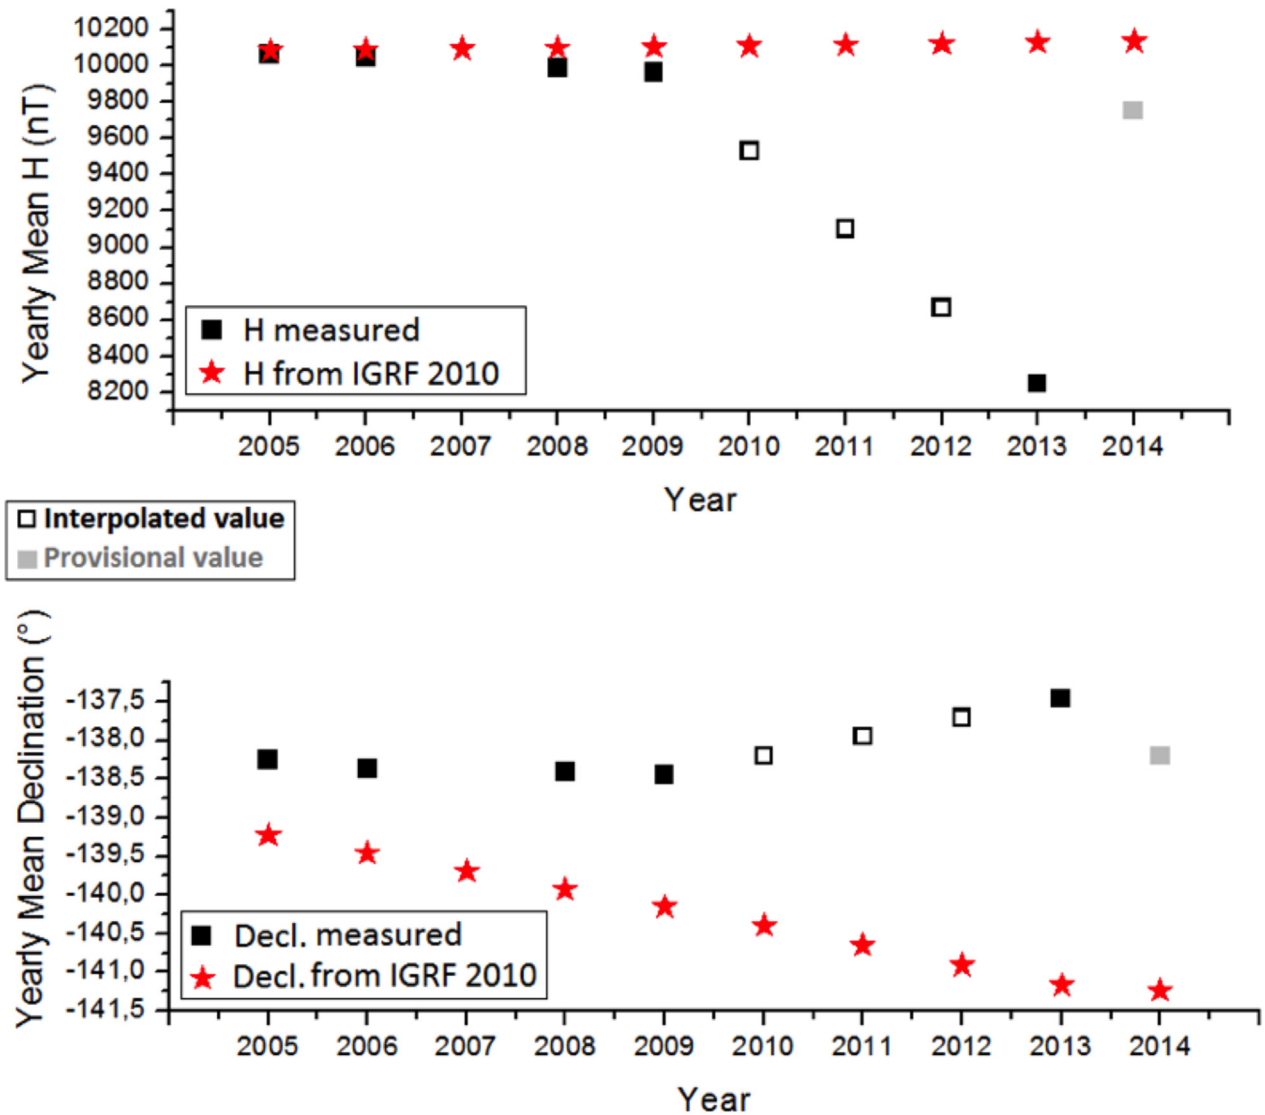 Yearly Mean H (nT)
10200
10000
9800
9600
9400
9200
9000
8800
8600
8400
8200
H measured
H from IGRF 2010
2005 2006 2007 2008 2009 2010 2011 2012 2013 2014
Year
Interpolated value
Provisional value
Yearly Mean Declination (°)
-137,5
-138,0
-138,5
-139,0
-139,5
-140,0
-140,5
-141,0
-141,5
Decl. measured
Decl. from IGRF 2010
2005 2006 2007 2008 2009 2010 2011 2012 2013 2014
Year